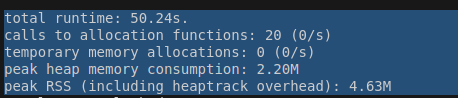 total runtime: 50.24s.
calls to allocation functions: 20 (0/s)
temporary memory allocations: 0 (0/s)
peak heap memory consumption: 2.20M
peak RSS (including heaptrack overhead): 4.63M